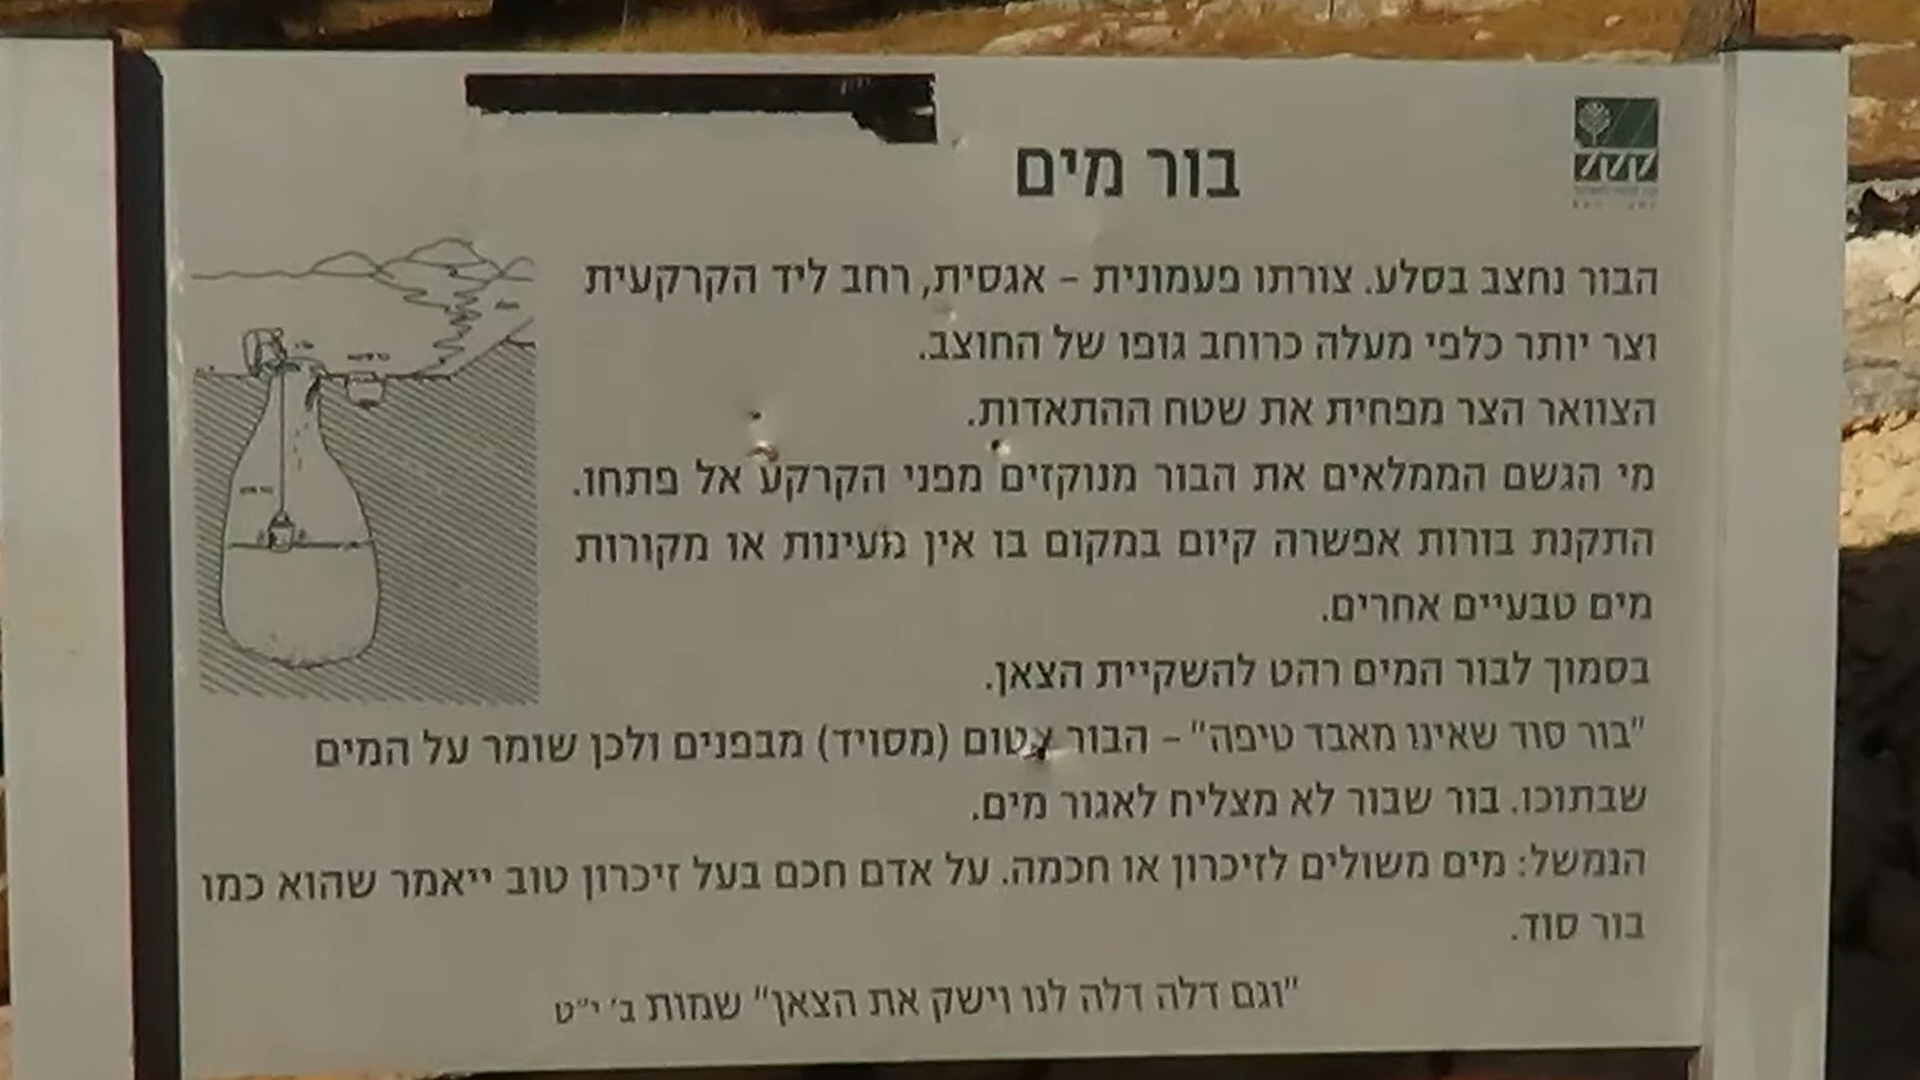 בור מים
הבור נחצב בסלע. צורתו פעמונית – אגסית, רחב ליד הקרקעית
וצר יותר כלפי מעלה כרוחב גופו של החוצב.
הצוואר הצר מפחית את שטח ההתאדות.
מי הגשם הממלאים את הבור מנוקזים מפני הקרקע אל פתחו.
התקנת בורות אפשרה קיום במקום בו אין מעינות או מקורות
מים טבעיים אחרים.
בסמוך לבור המים רהט להשקיית הצאן.
"בור סוד שאינו מאבד טיפה" – הבור אטום (מסויד) מבפנים ולכן שומר על המים
שבתוכו. בור שבור לא מצליח לאגור מים.
הנמשל: מים משולים לזיכרון או חכמה. על אדם חכם בעל זיכרון טוב ייאמר שהוא כמו
בור סוד.
"וגם דלה דלה לנו וישק את הצאן" שמות ב' י"ט